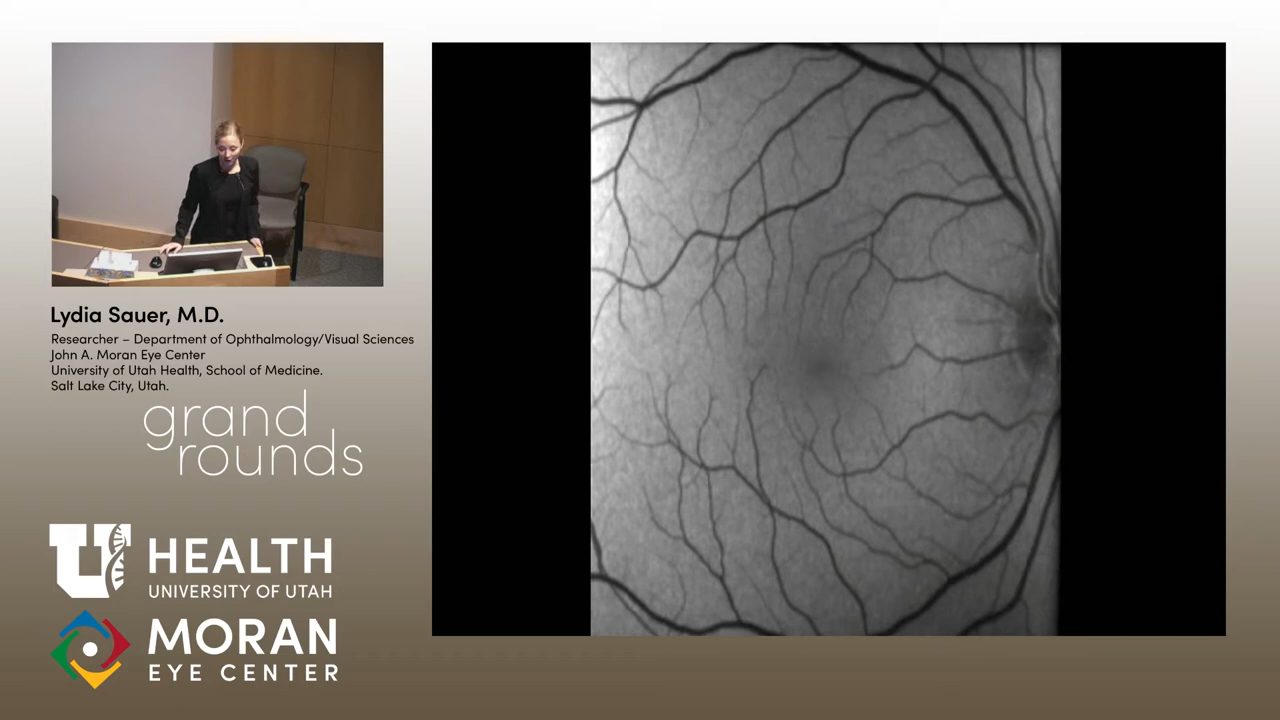 Lydia Sauer, M.D.
Researcher – Department of Ophthalmology/Visual Sciences
John A. Moran Eye Center
University of Utah Health, School of Medicine.
Salt Lake City, Utah.
grand
rounds
U HEALTH
UNIVERSITY OF UTAH
MORAN
EYE CENTER